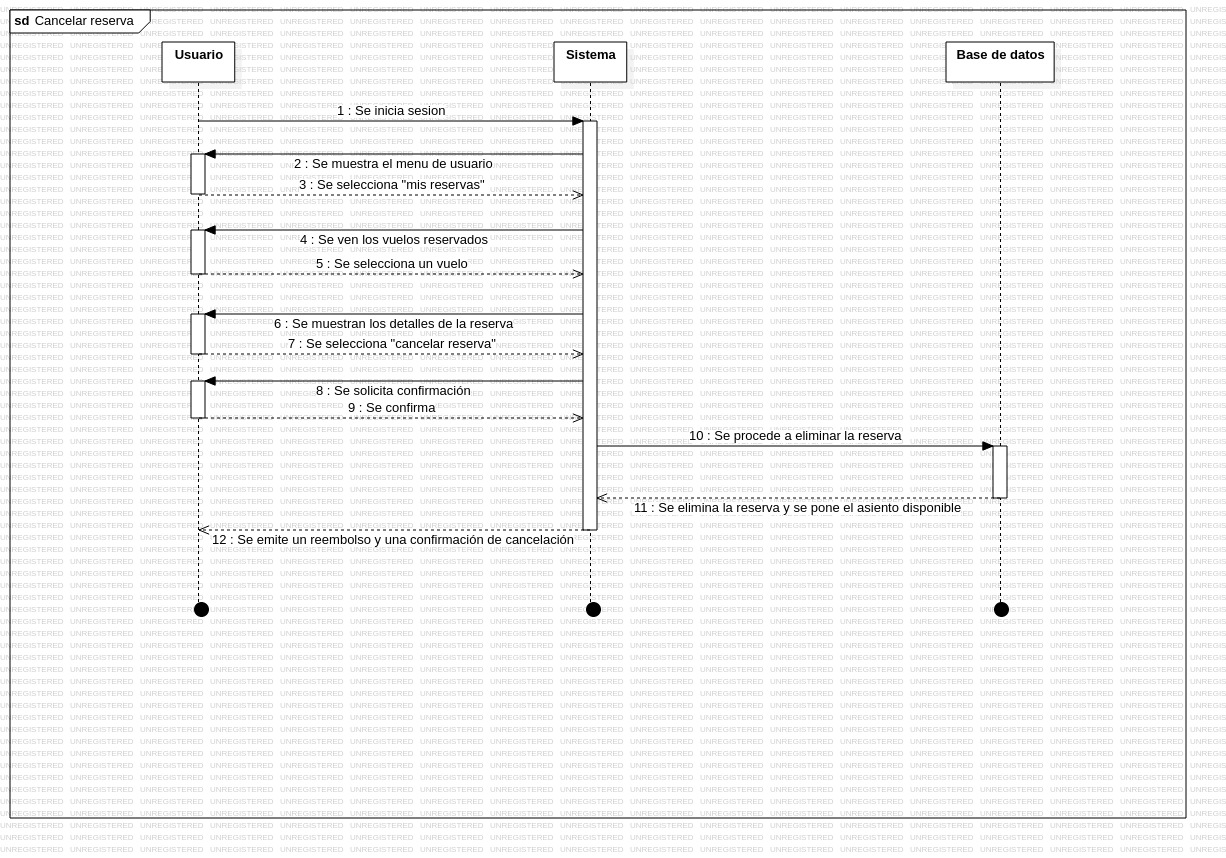 sd Cancelar reserva
Usuario
Sistema
Base de datos
1 : Se inicia sesion
2 : Se muestra el menu de usuario
3 : Se selecciona "mis reservas"
4 : Se ven los vuelos reservados
5 : Se selecciona un vuelo
6 : Se muestran los detalles de la reserva
7 : Se selecciona "cancelar reserva"
8 : Se solicita confirmación
9 : Se confirma
10 : Se procede a eliminar la reserva
11 : Se elimina la reserva y se pone el asiento disponible
12 : Se emite un reembolso y una confirmación de cancelación
UNREGISTERED